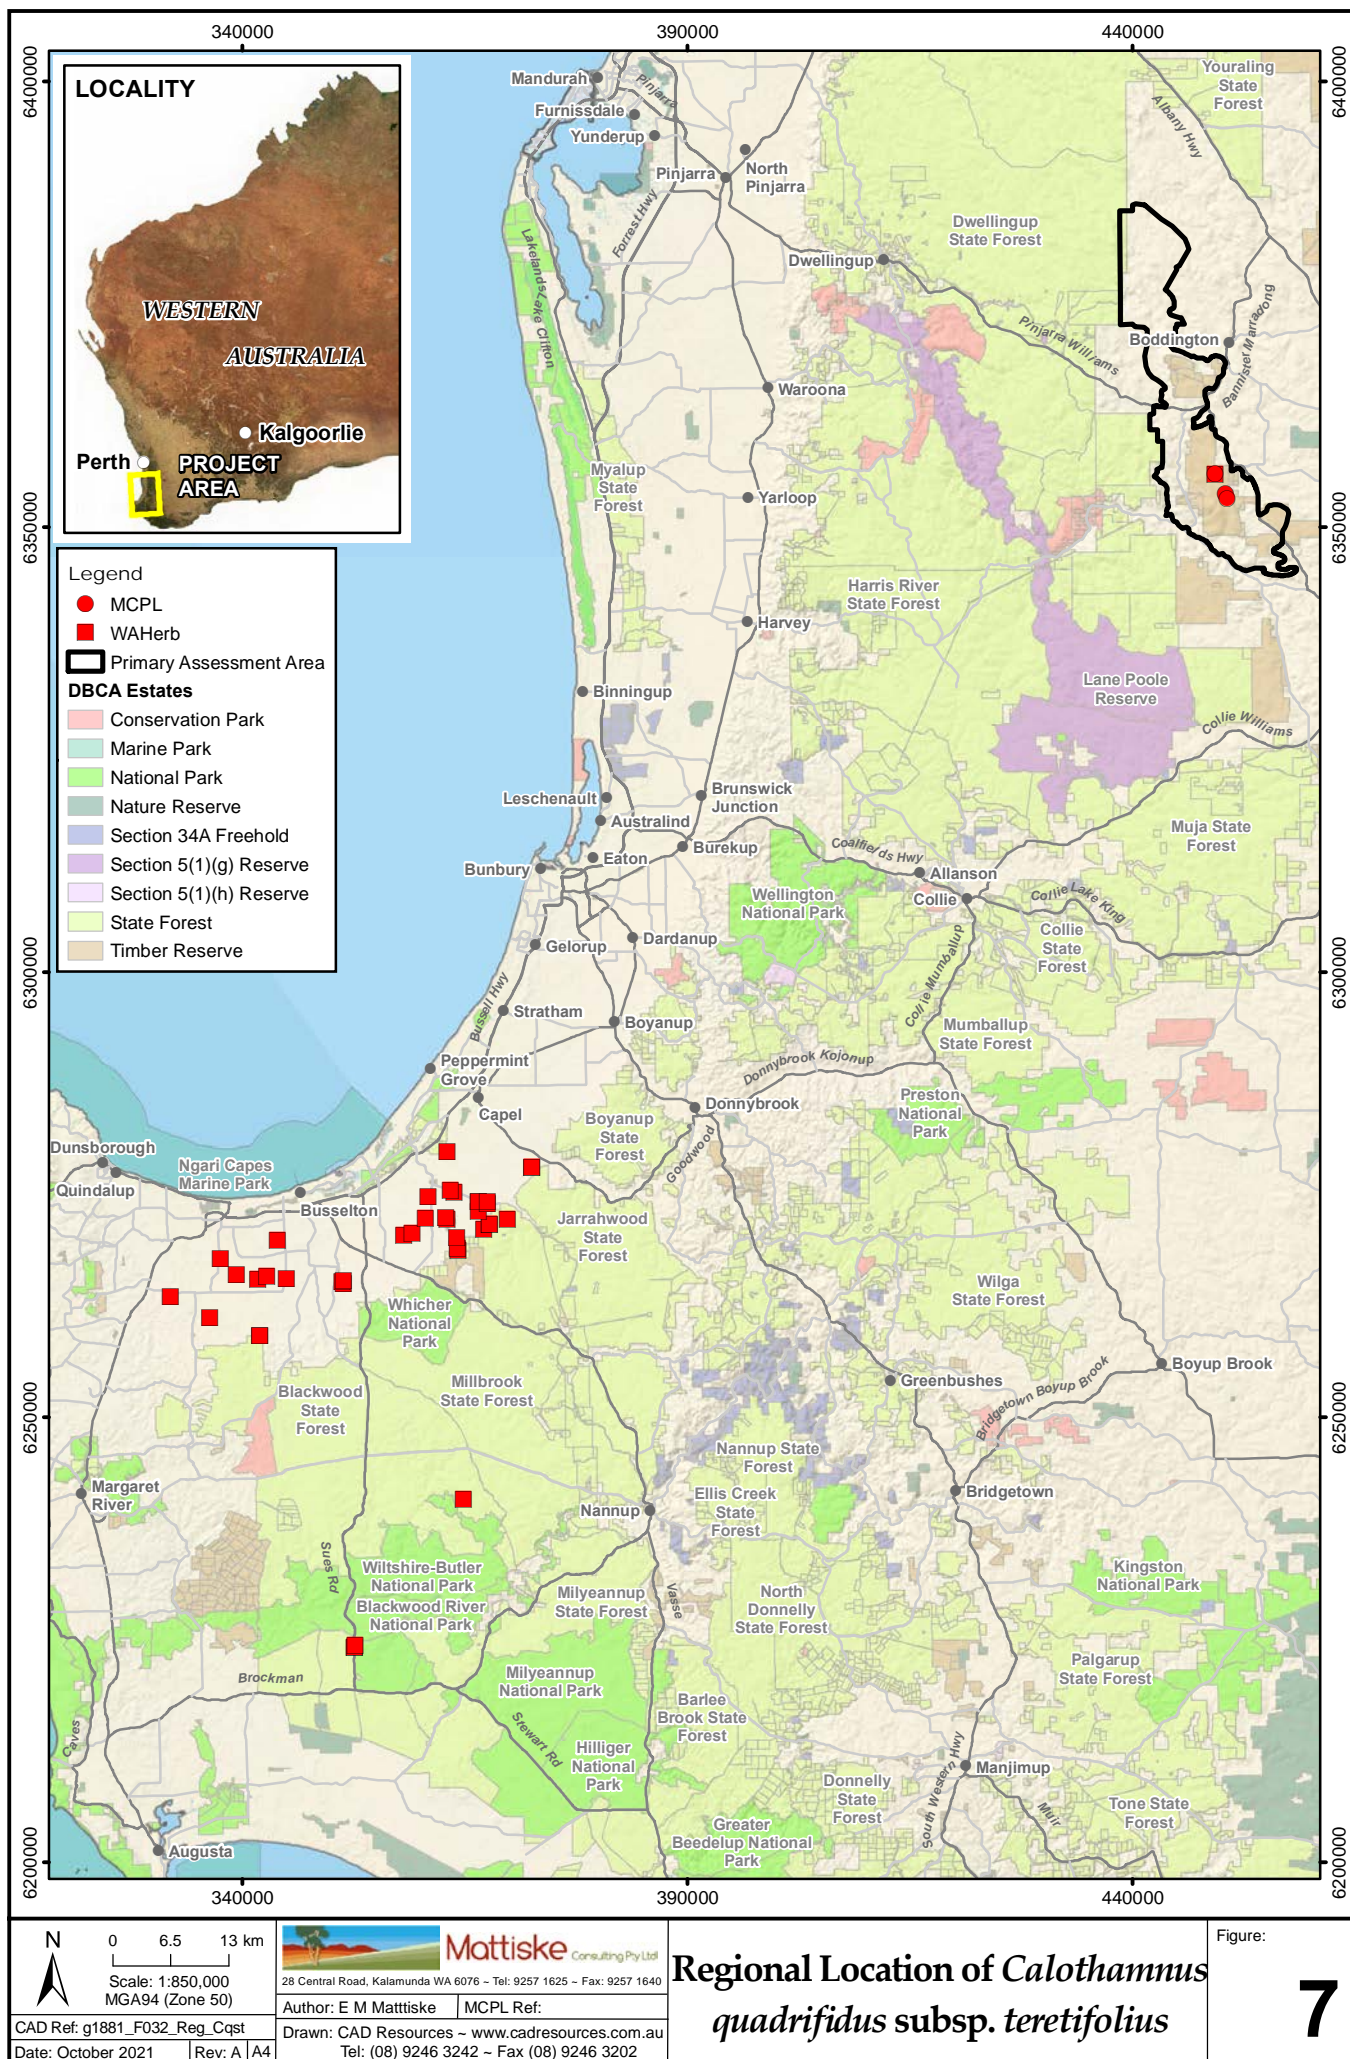 340000
390000
440000
6400000
6350000
6300000
6250000
6200000
6400000
6350000
6300000
6250000
6200000
340000
390000
440000
LOCALITY
WESTERN
AUSTRALIA
Kalgoorlie
Perth
PROJECT
AREA
Legend
MCPL
WAHerb
Primary Assessment Area
DBCA Estates
Conservation Park
Marine Park
National Park
Nature Reserve
Section 34A Freehold
Section 5(1)(g) Reserve
Section 5(1)(h) Reserve
State Forest
Timber Reserve
Mandurah
Pinjarra
Furnissdale
Yunderup
Pinjarra
North
Pinjarra
Forrest Hwy
Lakelands Lake Clifton
Youraling
State
Forest
Albany Hwy
Dwellingup
State Forest
Dwellingup
Pinjarra Williams
Boddington
Bannister Marradong
Waroona
Myalup
State
Forest
Yarloop
Harris River
State Forest
Harvey
Lane Poole
Reserve
Collie Williams
Binningup
Leschenault
Brunswick
Junction
Australind
Muja State
Forest
Eaton
Burekup
Coalfields Hwy
Bunbury
Allanson
Wellington
National Park
Collie
Collie Lake King
Collie
State
Forest
Gelorup
Dardanup
Collie Mumballup
Bussell Hwy
Stratham
Boyanup
Mumballup
State Forest
Donnybrook Kojonup
Peppermint
Grove
Capel
Donnybrook
Preston
National
Park
Boyanup
State
Forest
Goodwood
Dunsborough
Quindalup
Ngari Capes
Marine Park
Busselton
Jarrahwood
State
Forest
Wilga
State Forest
Whicher
National
Park
Boyup Brook
Greenbushes
Bridgetown Boyup Brook
Blackwood
State
Forest
Millbrook
State Forest
Nannup State
Forest
Margaret
River
Ellis Creek
State
Forest
Nannup
Bridgetown
Sues Rd
Wiltshire-Butler
National Park
Blackwood River
National Park
Milyeannup
State Forest
Vasse
North
Donnelly
State Forest
Kingston
National Park
Brockman
Milyeannup
National Park
Palgarup
State Forest
Barlee
Brook State
Forest
Stewart Rd
Hilliger
National
Park
Caves
South Western Hwy
Manjimup
Donnelly
State
Forest
Muir
Tone State
Forest
Greater
Beedelup National
Park
Augusta
N
0 6.5 13 km
Scale: 1:850,000
MGA94 (Zone 50)
CAD Ref: g1881_F032_Reg_Cqst
Date: October 2021 Rev: A A4
Mattiske Consulting Pty Ltd
28 Central Road, Kalamunda WA 6076 ~ Tel: 9257 1625 ~ Fax: 9257 1640
Author: E M Matttiske MCPL Ref:
Drawn: CAD Resources ~ www.cadresources.com.au
Tel: (08) 9246 3242 ~ Fax (08) 9246 3202
Regional Location of Calothamnus
quadrifidus subsp. teretifolius
Figure:
7